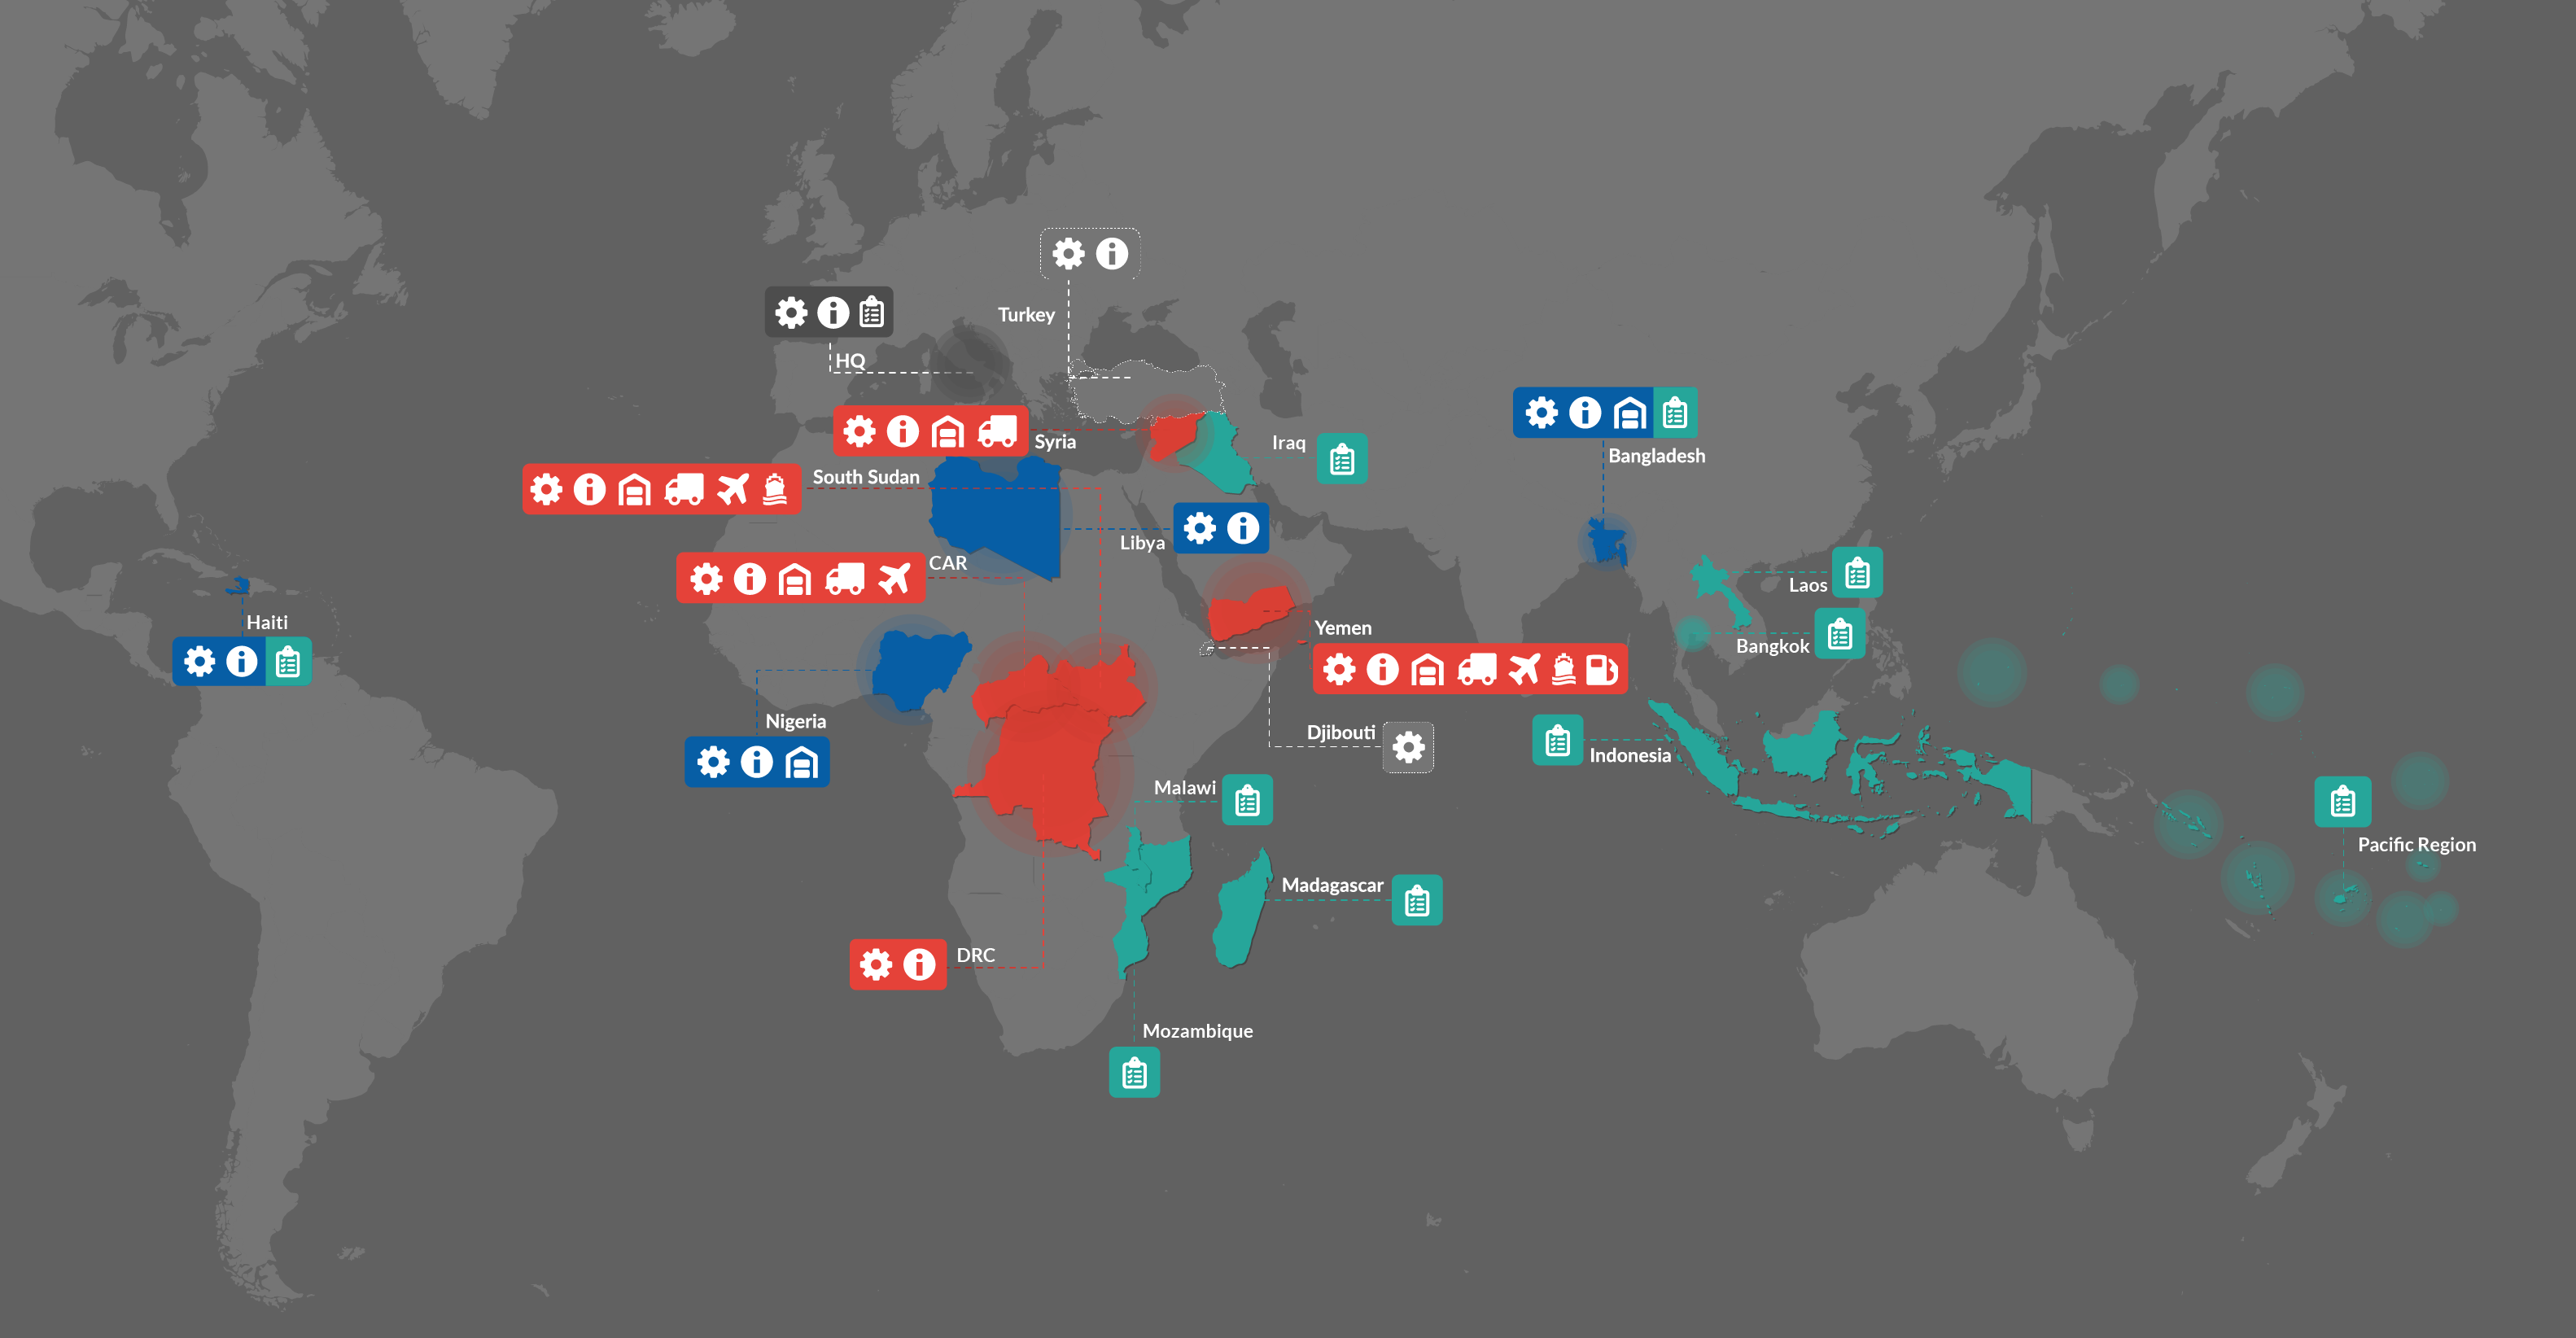 Turkey
HQ
Syria
Iraq
Bangladesh
South Sudan
Libya
CAR
Laos
Haiti
Yemen
Bangkok
Nigeria
Djibouti
Indonesia
Malawi
Pacific Region
Madagascar
DRC
Mozambique